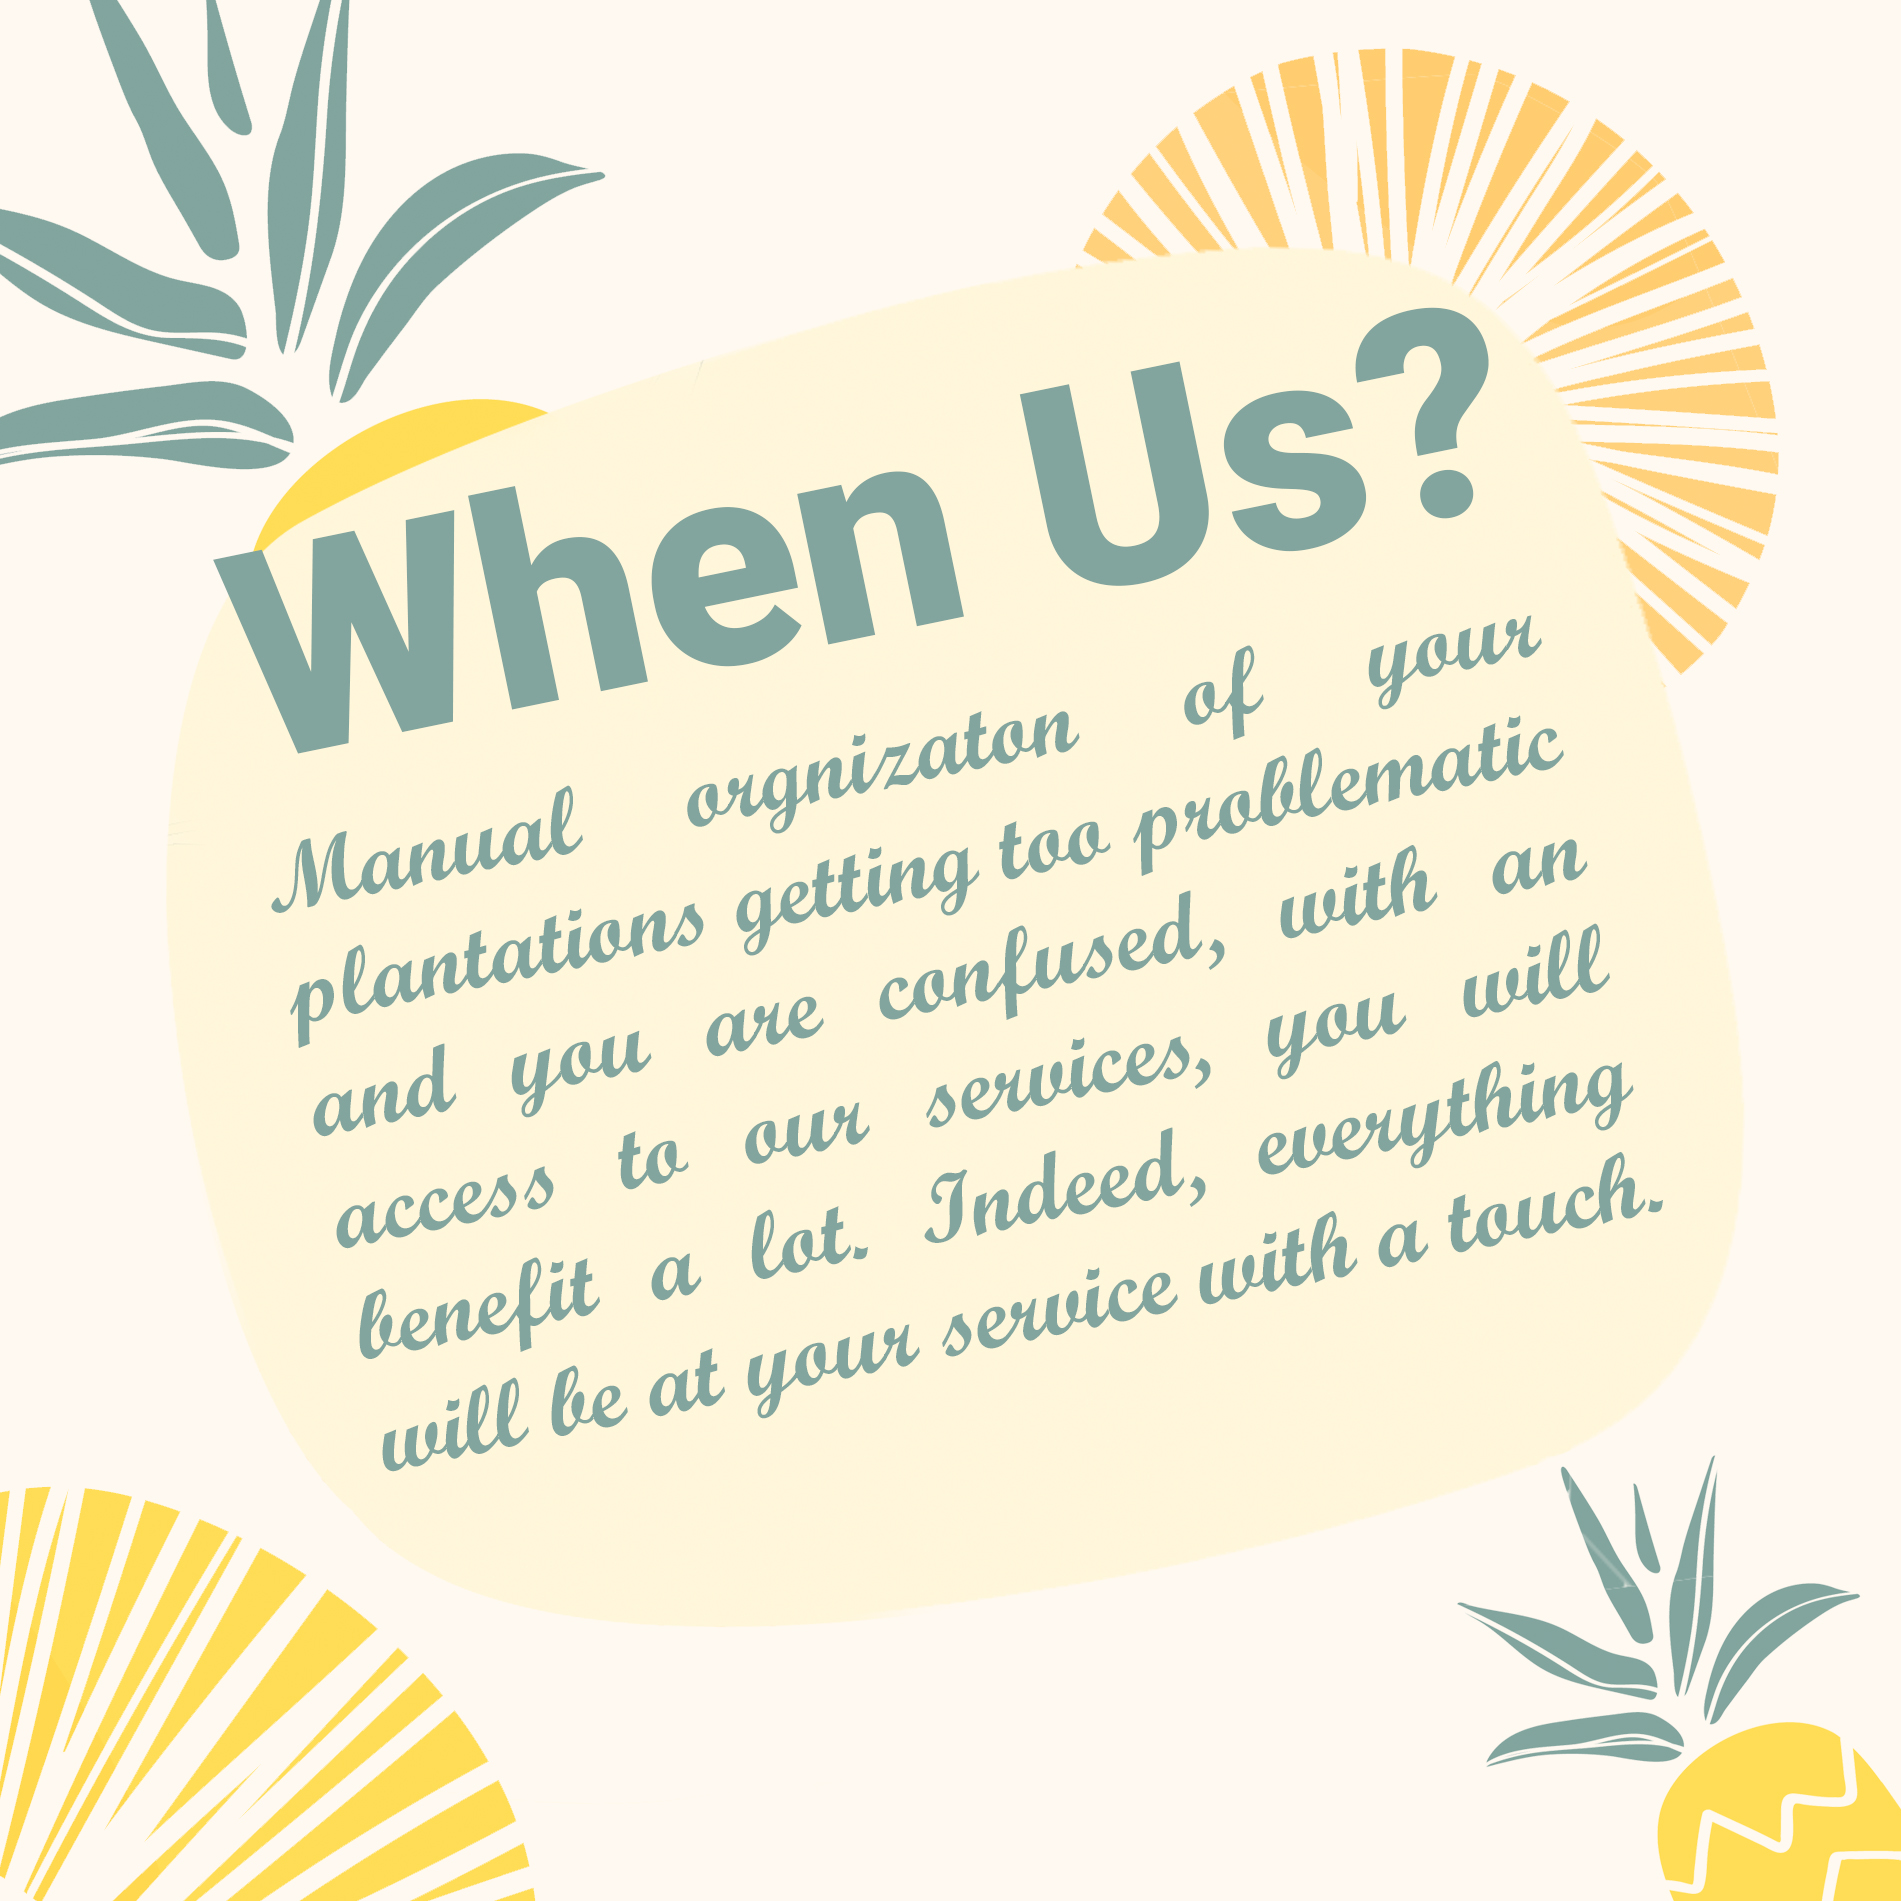 When Us?
Manual orgnizaton of your
plantations getting too problematic
and you are confused, with an
access to our services, you will
benefit a lot. Indeed, everything
will be at your service with a touch.